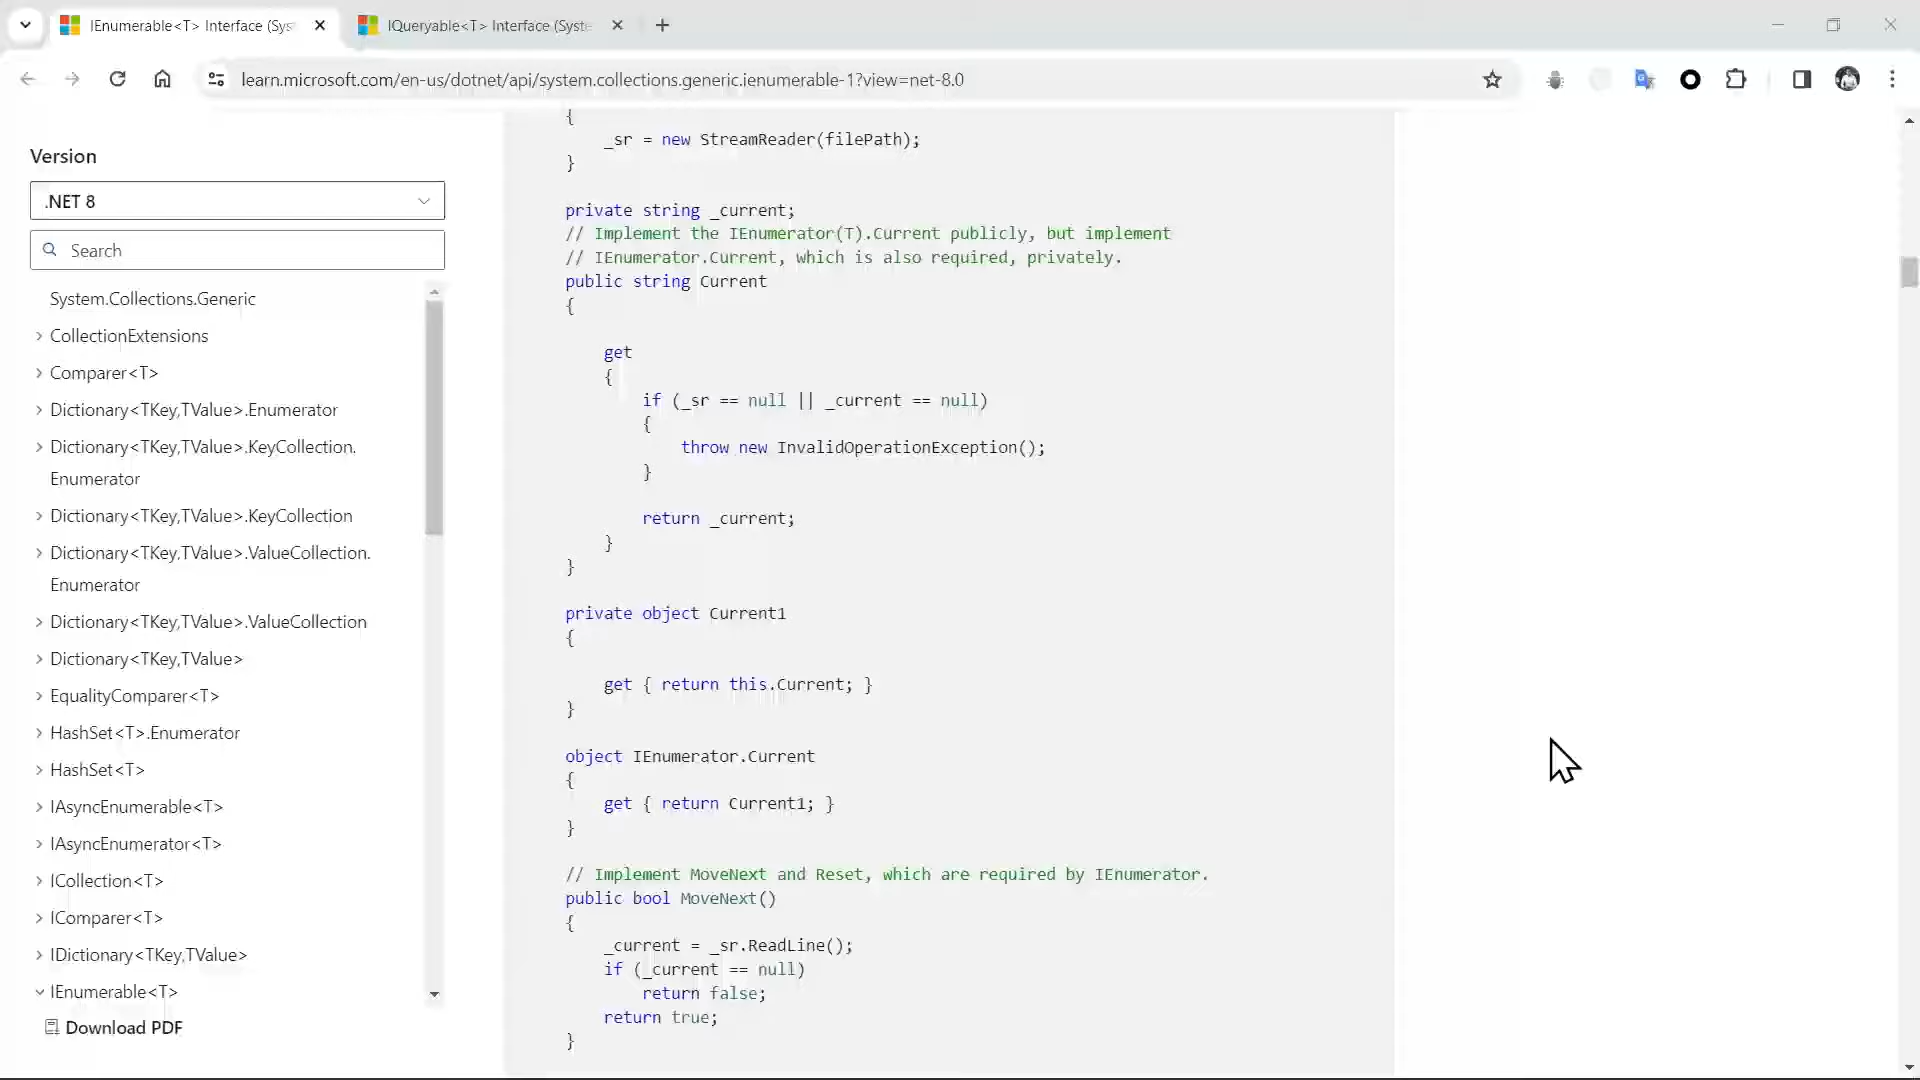 IEnumerable<T> Interface (Sys
IQueryable<T> Interface (Syste
learn.microsoft.com/en-us/dotnet/api/system.collections.generic.ienumerable-1?view=net-8.0
Version
.NET 8
Search
System.Collections.Generic
CollectionExtensions
Comparer<T>
Dictionary<TKey,TValue>.Enumerator
Dictionary<TKey,TValue>.KeyCollection.
Enumerator
Dictionary<TKey,TValue>.KeyCollection
Dictionary<TKey,TValue>.ValueCollection.
Enumerator
Dictionary<TKey,TValue>.ValueCollection
Dictionary<TKey,TValue>
EqualityComparer<T>
HashSet<T>.Enumerator
HashSet<T>
IAsyncEnumerable<T>
IAsyncEnumerator<T>
ICollection<T>
IComparer<T>
IDictionary<TKey,TValue>
IEnumerable<T>
Download PDF
{
_sr = new StreamReader(filePath);
}
private string _current;
// Implement the IEnumerator(T).Current publicly, but implement
// IEnumerator.Current, which is also required, privately.
public string Current
{
get
{
if (_sr == null || _current == null)
{
throw new InvalidOperationException();
}
return _current;
}
}
private object Current1
{
get { return this.Current; }
}
object IEnumerator.Current
{
get { return Current1; }
}
// Implement MoveNext and Reset, which are required by IEnumerator.
public bool MoveNext()
{
_current = _sr.ReadLine();
if (_current == null)
return false;
return true;
}